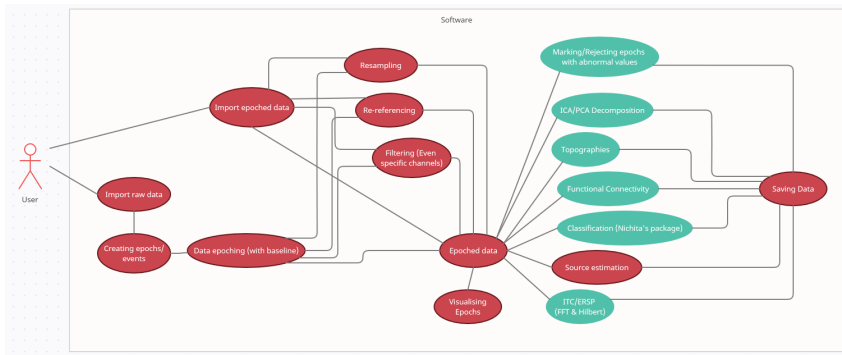 Software
Resampling
Import epoched data
Re-referencing
Filtering (Even
specific channels)
User
Import raw data
Creating epochs/
events
Data epoching (with baseline)
Epoched data
Visualising
Epochs
Marking/Rejecting epochs
with abnormal values
ICA/PCA Decomposition
Topographies
Functional Connectivity
Classification (Nichita's package)
Source estimation
ITC/ERSP
(FFT & Hilbert)
Saving Data